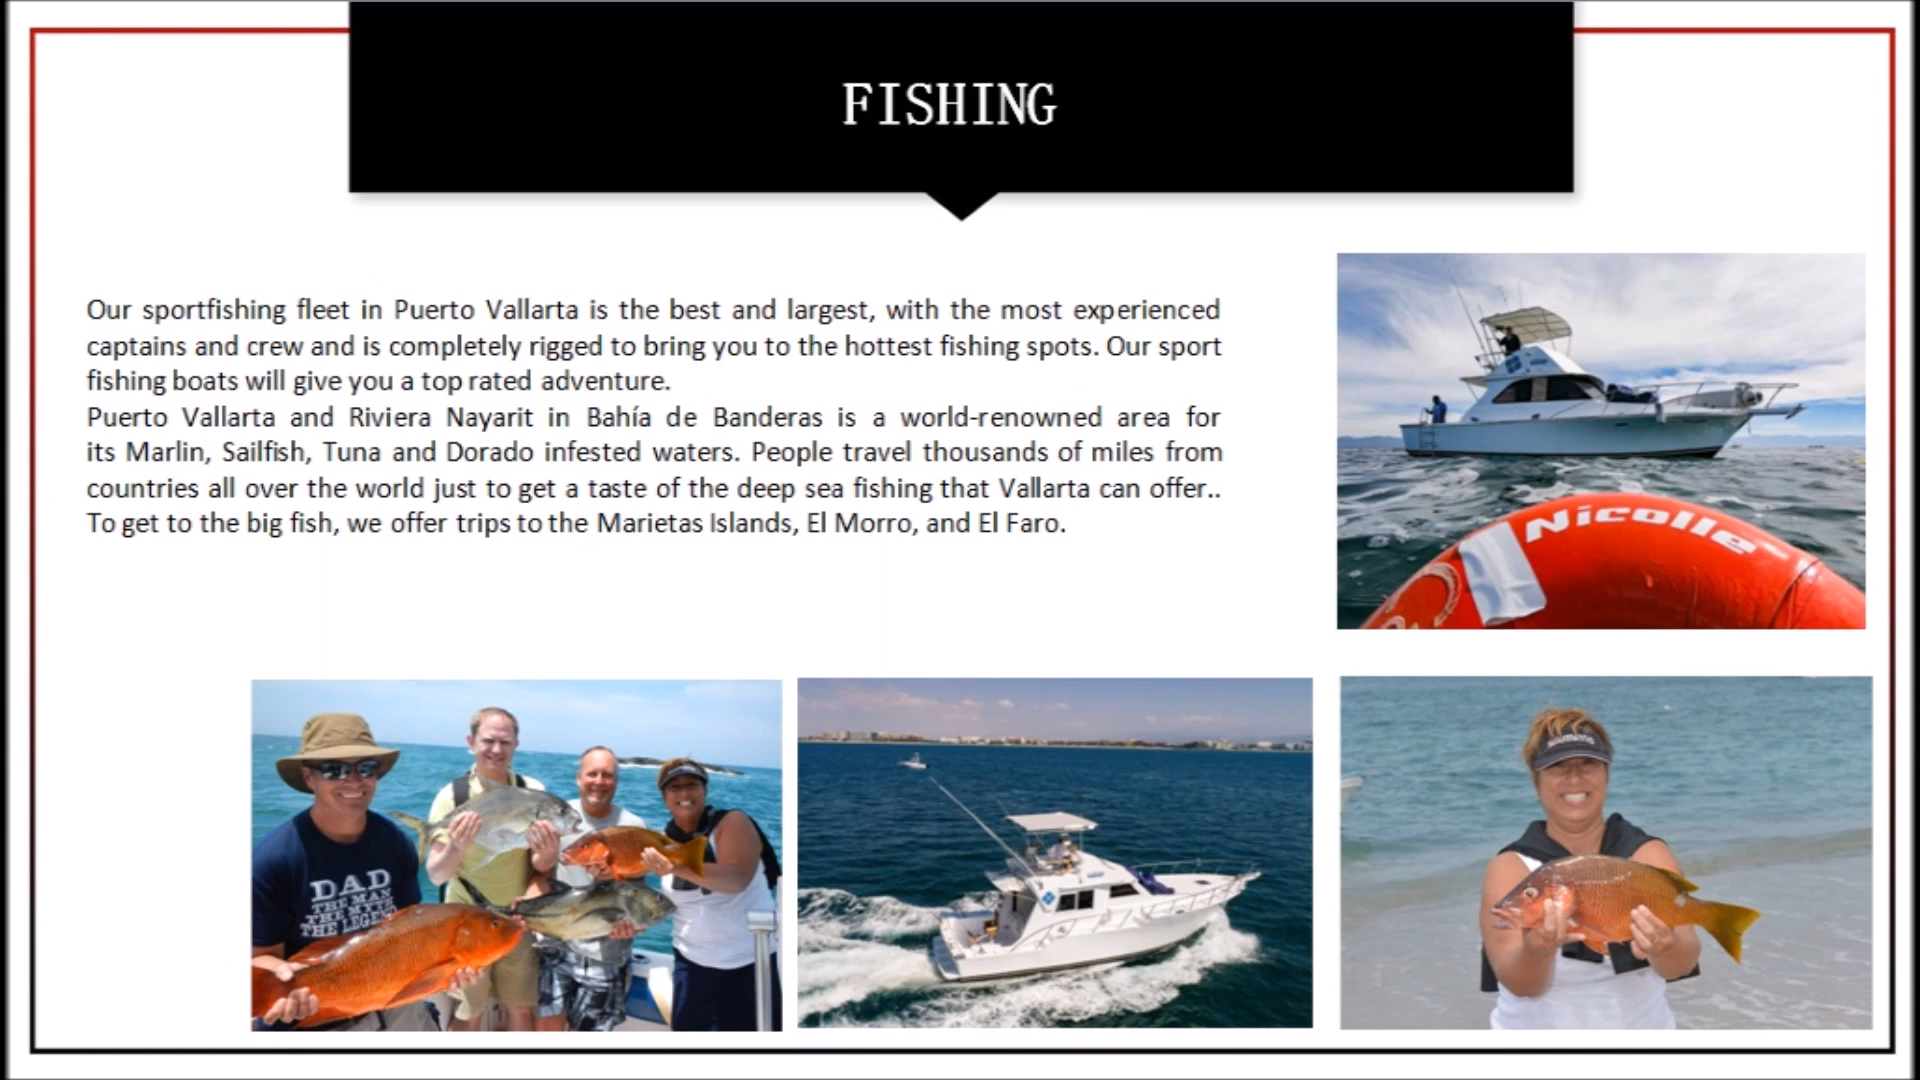 FISHING
Our sportfishing fleet in Puerto Vallarta is the best and largest, with the most experienced
captains and crew and is completely rigged to bring you to the hottest fishing spots. Our sport
fishing boats will give you a top rated adventure.
Puerto Vallarta and Riviera Nayarit in Bahía de Banderas is a world-renowned area for
its Marlin, Sailfish, Tuna and Dorado infested waters. People travel thousands of miles from
countries all over the world just to get a taste of the deep sea fishing that Vallarta can offer..
To get to the big fish, we offer trips to the Marietas Islands, El Morro, and El Faro.
Nicolle
DAD
THE MAN
THE MYTH
THE LEGEND